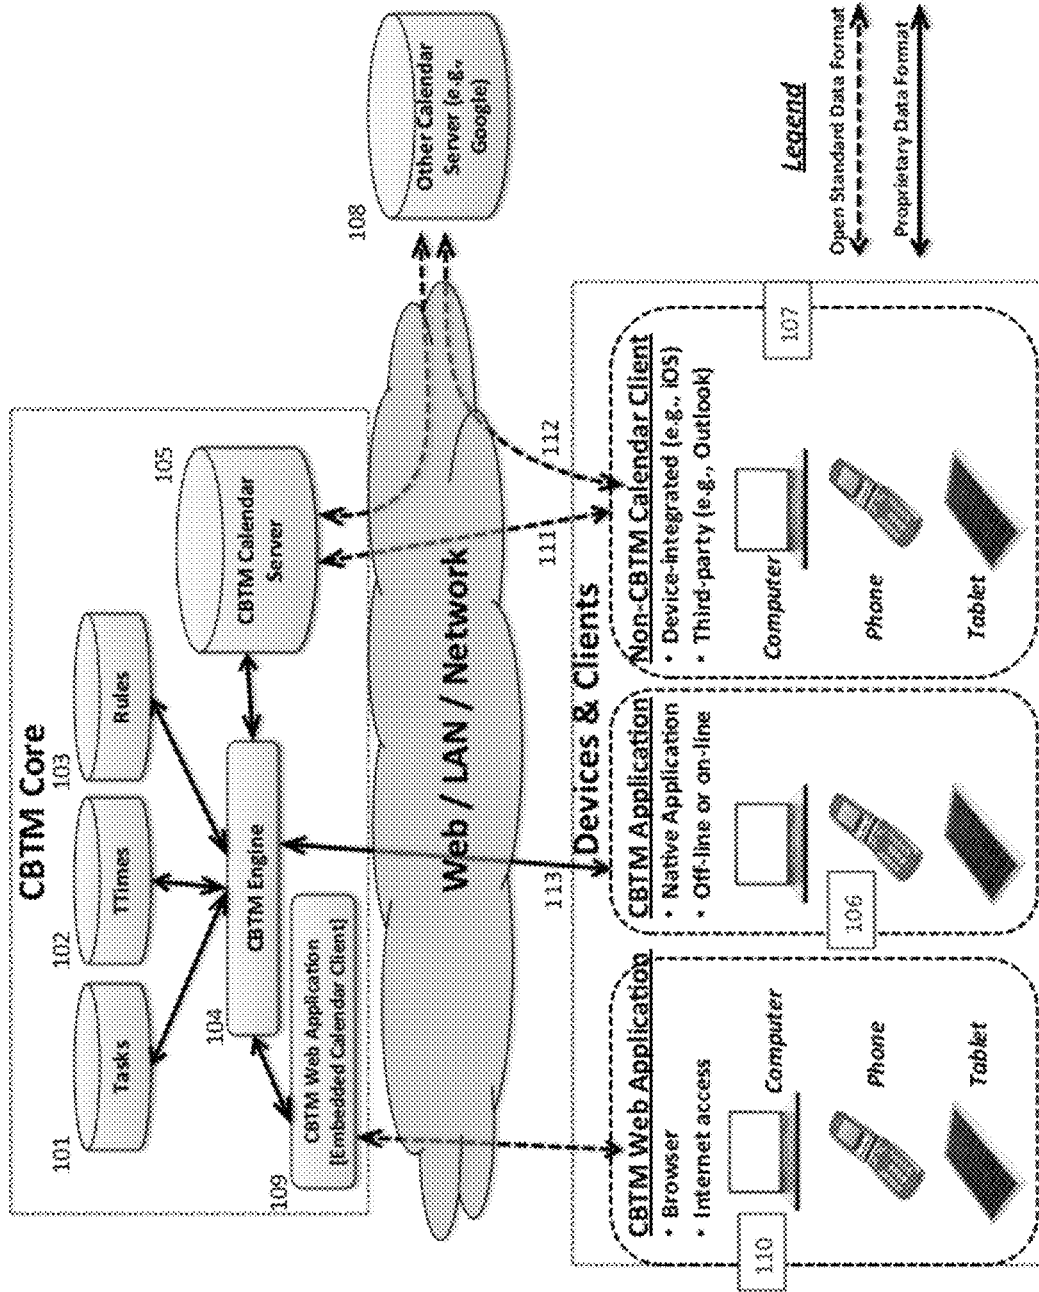 CBTM Core
101
Tasks
102
TTimes
103
Rules
104
CBTM Engine
105
CBTM Calendar
Server
109
CBTM Web Application
(Embedded Calendar Client)
108
Other Calendar
Server (e.g.,
Google)
Web / LAN / Network
113
111
112
Devices & Clients
CBTM Web Application
• Browser
• Internet access
110
Computer
Phone
Tablet
CBTM Application
• Native Application
• Off-line or on-line
106
Non-CBTM Calendar Client
• Device-integrated (e.g., iOS)
• Third-party (e.g., Outlook)
107
Computer
Phone
Tablet
Legend
Open Standard Data Format
Proprietary Data Format